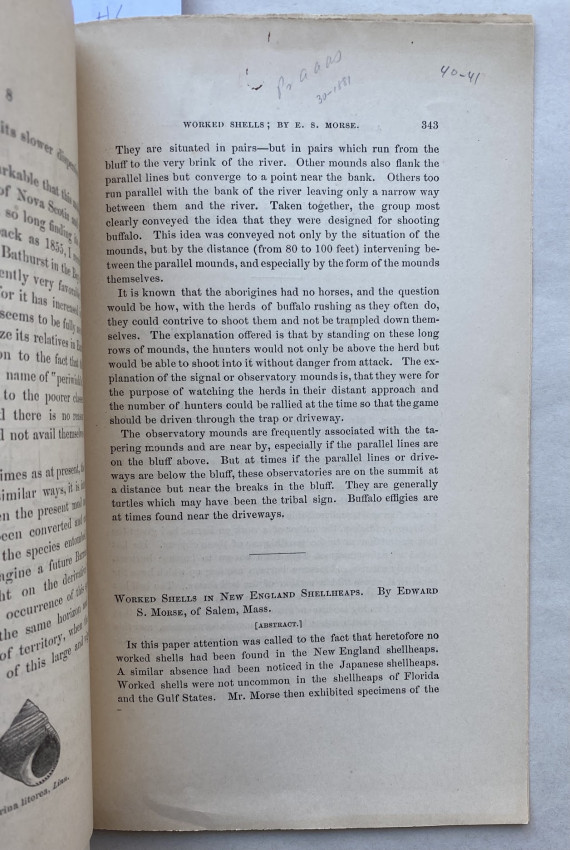 8
its slower
rkable that this
of Nova Scotia and
so long finding
ack as 1855, I
Bathurst in the
ently very
or it has increased
seems to be fully
ze its relatives in
on to the fact that
name of "periwinkle
to the poorer
d there is no
not avail themselves
imes as at present,
similar ways, it is
en the present and
een converted
the species
agine a future
ht on the
occurrence of
the same horizon
of territory, when
of this large and
rina litorea, Linn.
40-41
WORKED SHELLS; BY E. S. MORSE. 343
They are situated in pairs—but in pairs which run from the
bluff to the very brink of the river. Other mounds also flank the
parallel lines but converge to a point near the bank. Others too
run parallel with the bank of the river leaving only a narrow way
between them and the river. Taken together, the group most
clearly conveyed the idea that they were designed for shooting
buffalo. This idea was conveyed not only by the situation of the
mounds, but by the distance (from 80 to 100 feet) intervening be-
tween the parallel mounds, and especially by the form of the mounds
themselves.
It is known that the aborigines had no horses, and the question
would be how, with the herds of buffalo rushing as they often do,
they could contrive to shoot them and not be trampled down them-
selves. The explanation offered is that by standing on these long
rows of mounds, the hunters would not only be above the herd but
would be able to shoot into it without danger from attack. The ex-
planation of the signal or observatory mounds is, that they were for
the purpose of watching the herds in their distant approach and
the number of hunters could be rallied at the time so that the game
should be driven through the trap or driveway.
The observatory mounds are frequently associated with the ta-
pering mounds and are near by, especially if the parallel lines are
on the bluff above. But at times if the parallel lines or drive-
ways are below the bluff, these observatories are on the summit at
a distance but near the breaks in the bluff. They are generally
turtles which may have been the tribal sign. Buffalo effigies are
at times found near the driveways.
WORKED SHELLS IN NEW ENGLAND SHELLHEAPS. By EDWARD
S. MORSE, of Salem, Mass.
[ABSTRACT.]
IN this paper attention was called to the fact that heretofore no
worked shells had been found in the New England shellheaps.
A similar absence had been noticed in the Japanese shellheaps.
Worked shells were not uncommon in the shellheaps of Florida
and the Gulf States. Mr. Morse then exhibited specimens of the